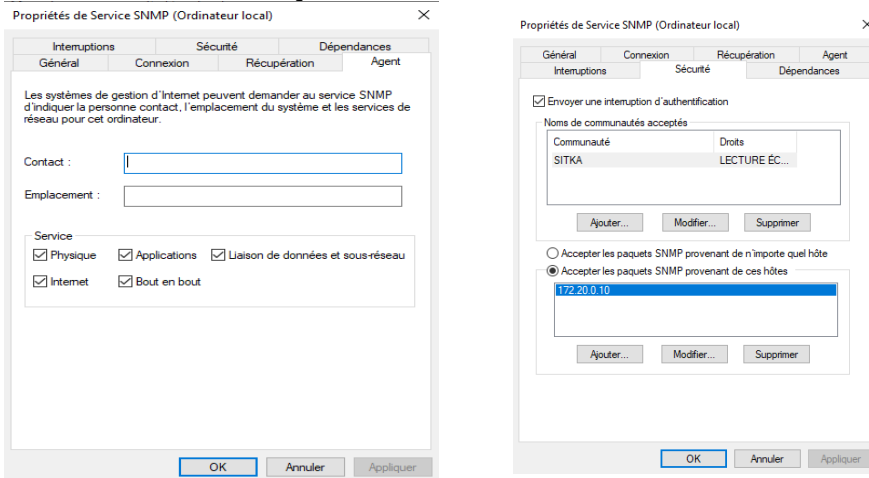 Propriétés de Service SNMP (Ordinateur local)
Interruptions Sécurité Dépendances
Général Connexion Récupération Agent
Les systèmes de gestion d'Internet peuvent demander au service SNMP
d'indiquer la personne contact, l'emplacement du système et les services de
réseau pour cet ordinateur.
Contact :
Emplacement :
Service
Physique Applications Liaison de données et sous-réseau
Internet Bout en bout
OK Annuler Appliquer
Propriétés de Service SNMP (Ordinateur local)
Général Connexion Récupération Agent
Interruptions Sécurité Dépendances
Envoyer une interruption d'authentification
Noms de communautés acceptés
Communauté Droits
SITKA LECTURE ÉC...
Ajouter... Modifier... Supprimer
Accepter les paquets SNMP provenant de n'importe quel hôte
Accepter les paquets SNMP provenant de ces hôtes
172.20.0.10
Ajouter... Modifier... Supprimer
OK Annuler Appliquer